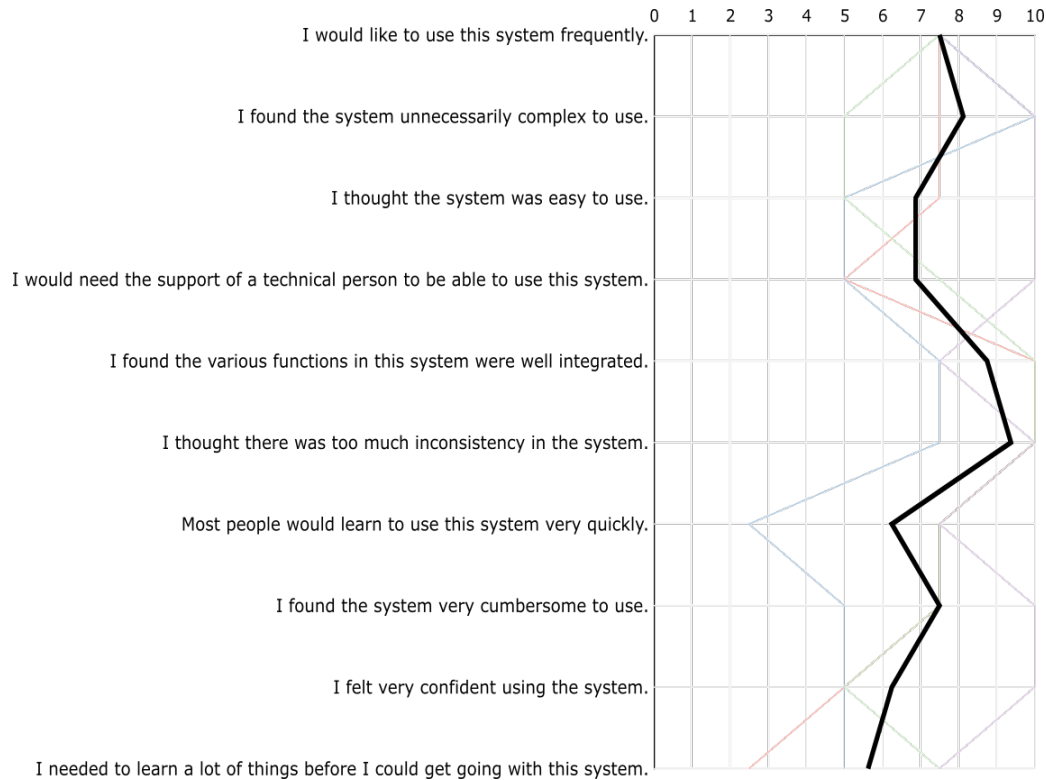 0 1 2 3 4 5 6 7 8 9 10
I would like to use this system frequently.
I found the system unnecessarily complex to use.
I thought the system was easy to use.
I would need the support of a technical person to be able to use this system.
I found the various functions in this system were well integrated.
I thought there was too much inconsistency in the system.
Most people would learn to use this system very quickly.
I found the system very cumbersome to use.
I felt very confident using the system.
I needed to learn a lot of things before I could get going with this system.